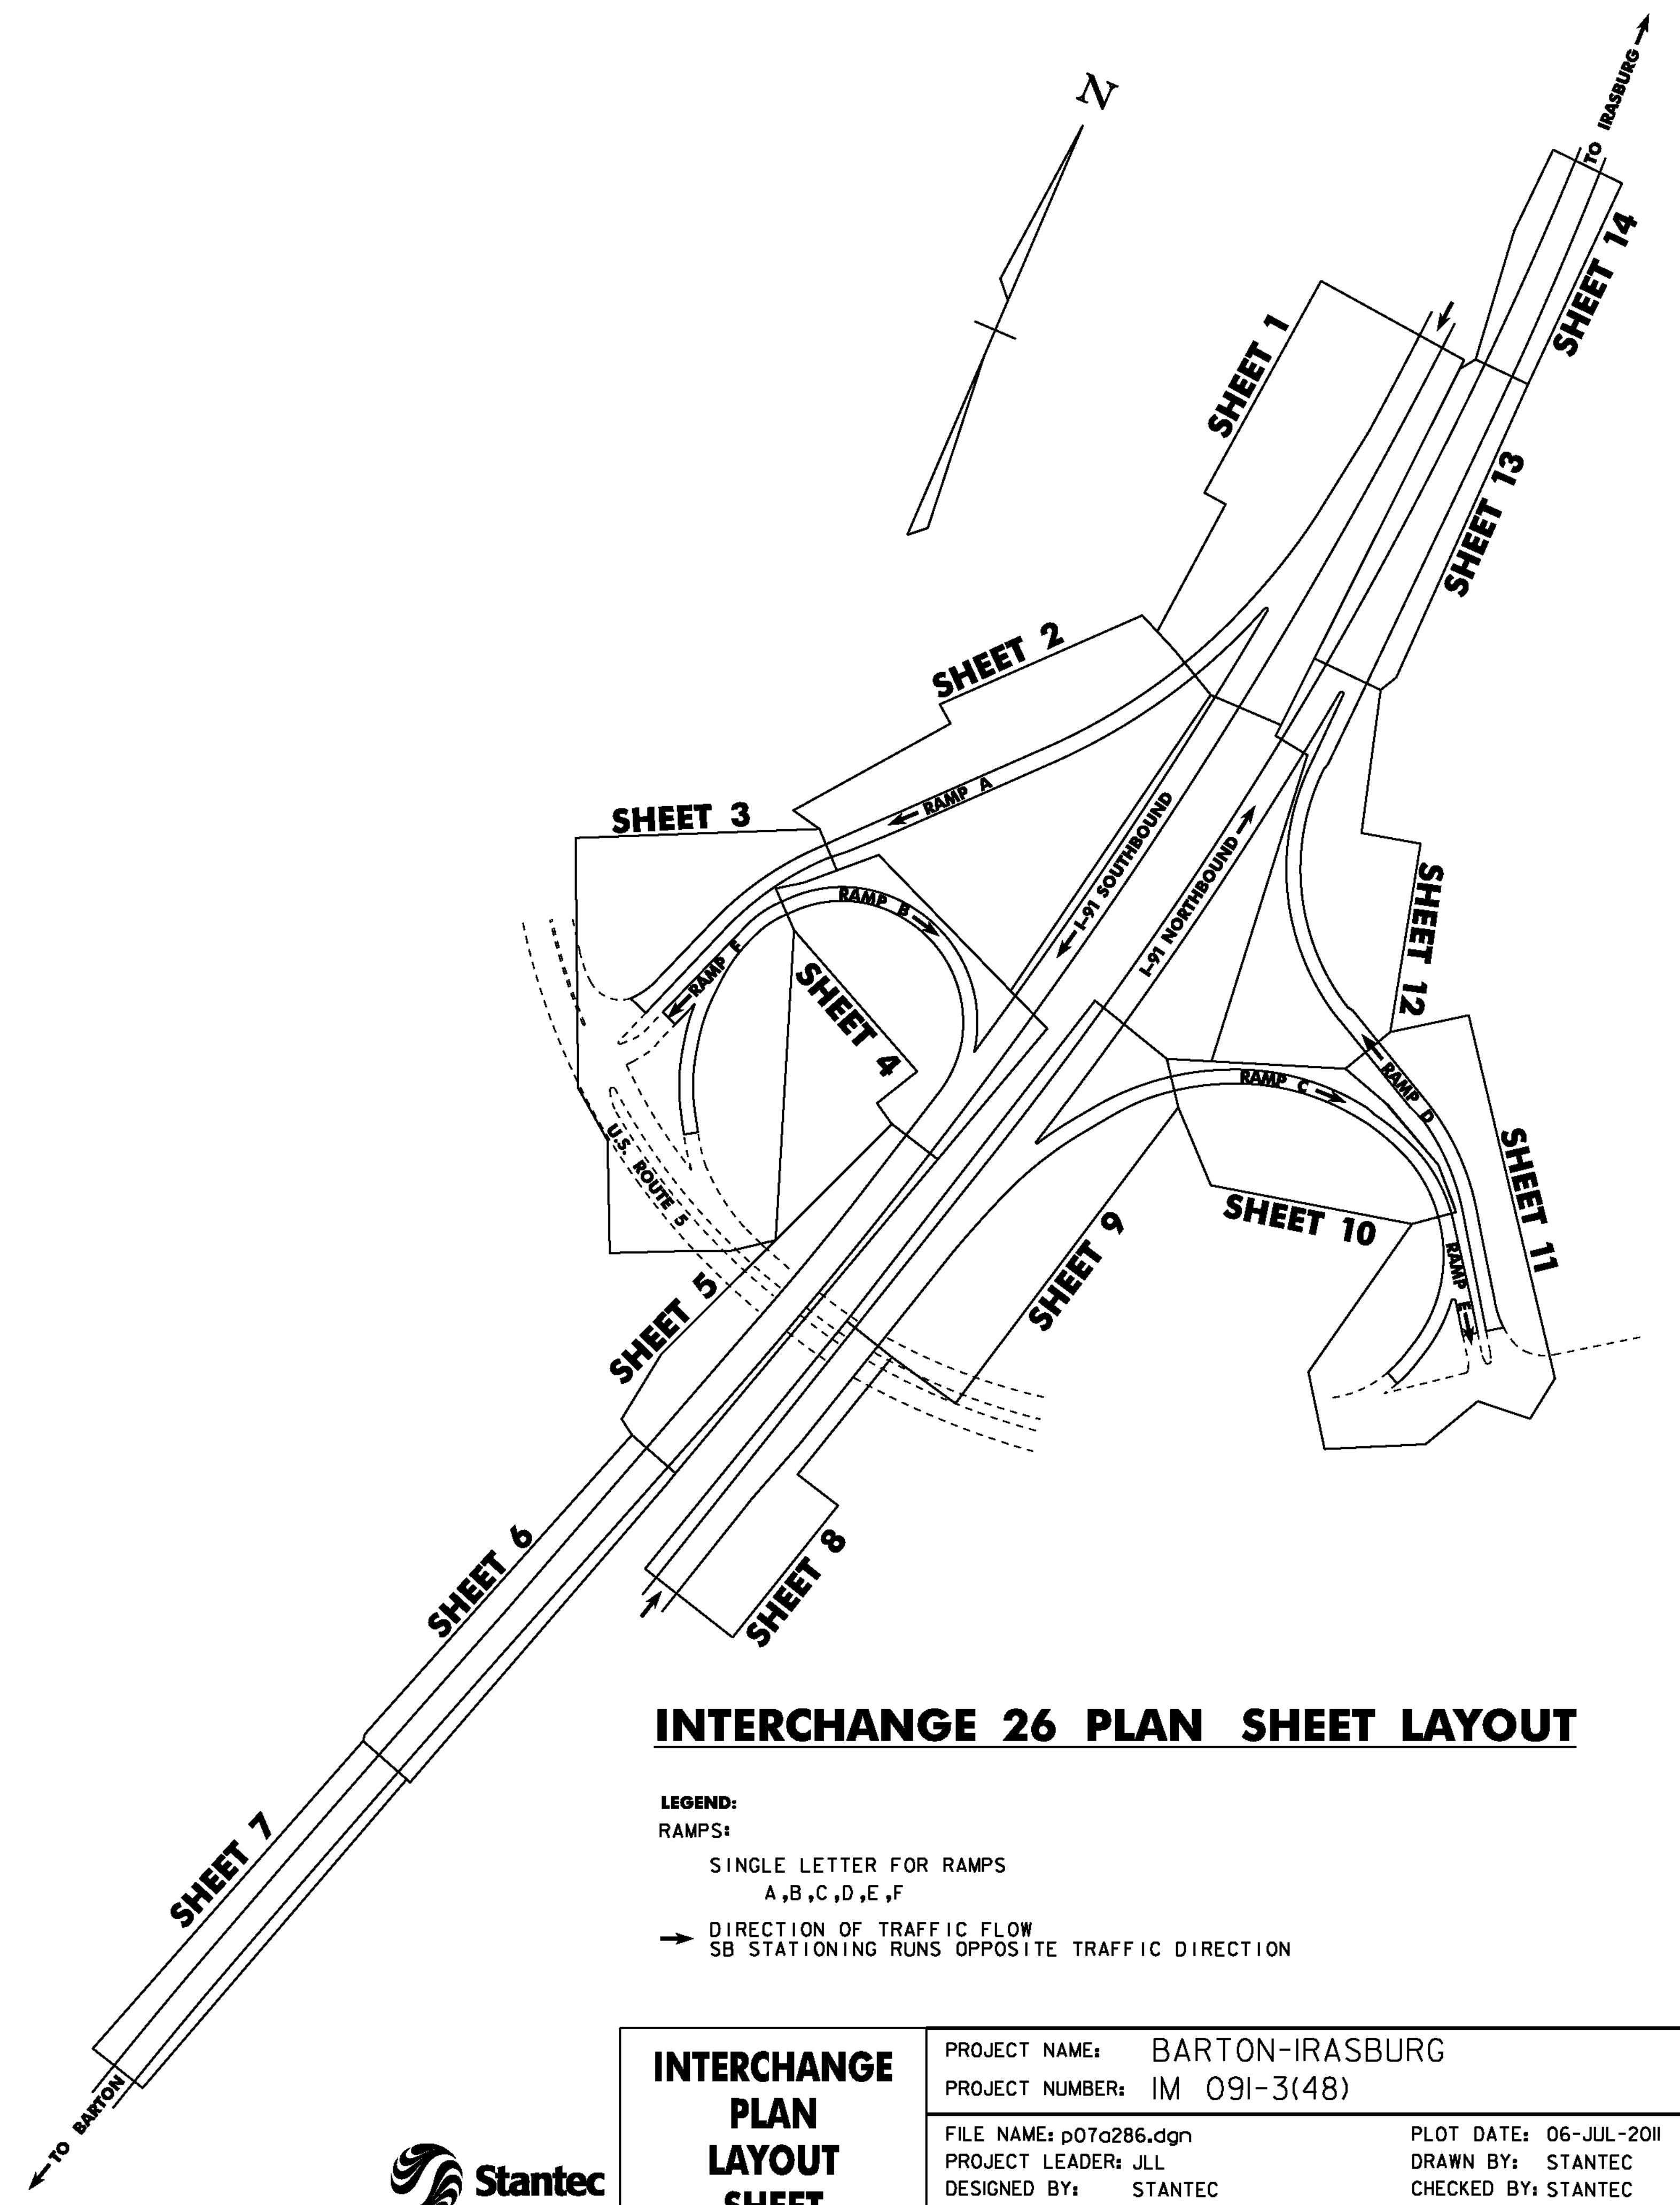 TO IRASBURG
N
SHEET 14
SHEET 1
SHEET 13
SHEET 2
RAMP A
SHEET 3
I-91 SOUTHBOUND
I-91 NORTHBOUND
RAMP B
RAMP F
SHEET 4
SHEET 12
RAMP C
RAMP D
U.S. ROUTE 5
SHEET 11
SHEET 10
SHEET 9
RAMP E
SHEET 5
SHEET 6
SHEET 8
INTERCHANGE 26 PLAN SHEET LAYOUT
LEGEND:
RAMPS:
SINGLE LETTER FOR RAMPS
A,B,C,D,E,F
DIRECTION OF TRAFFIC FLOW
SB STATIONING RUNS OPPOSITE TRAFFIC DIRECTION
SHEET 7
TO BARTON
Stantec
INTERCHANGE
PLAN
LAYOUT
SHEET
PROJECT NAME: BARTON-IRASBURG
PROJECT NUMBER: IM 091-3(48)
FILE NAME: p07a286.dgn PLOT DATE: 06-JUL-2011
PROJECT LEADER: JLL DRAWN BY: STANTEC
DESIGNED BY: STANTEC CHECKED BY: STANTEC